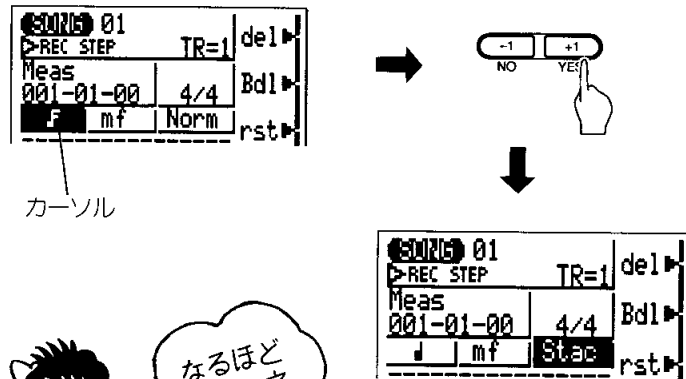 SONG 01
▷REC STEP TR=1
del▶
Meas
001-01-00 4/4
Bdl▶
mf Norm
rst▶
カーソル
-1 +1
NO YES
SONG 01
▷REC STEP TR=1
del▶
Meas
001-01-00 4/4
Bdl▶
♩ mf Stac
rst▶
なるほど